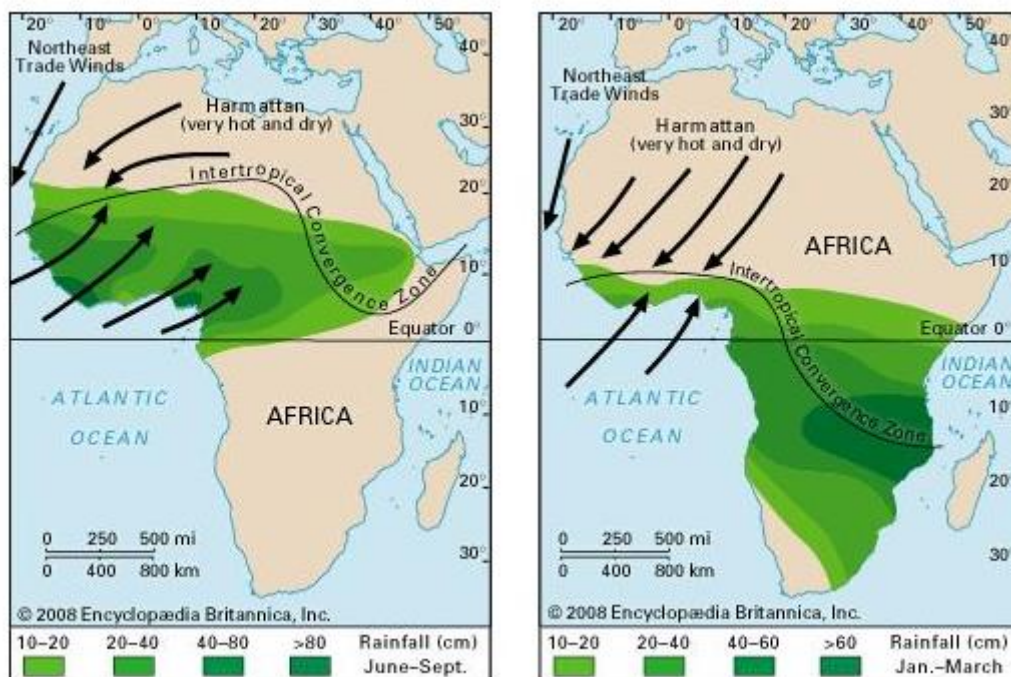 20° 10° 0° 10° 20° 30° 40° 50° 60°
Northeast
Trade Winds
40°
Harmattan
(very hot and dry)
30°
Intertropical Convergence Zone
20°
10°
Equator 0°
INDIAN
OCEAN
ATLANTIC
OCEAN
AFRICA
10°
20°
0 250 500 mi
0 400 800 km
30°
© 2008 Encyclopædia Britannica, Inc.
10–20 20–40 40–80 >80 Rainfall (cm)
June–Sept.
20° 10° 0° 10° 20° 30° 40° 50° 60°
Northeast
Trade Winds
40°
Harmattan
(very hot and dry)
30°
20°
AFRICA
10°
Intertropical Convergence Zone
Equator 0°
INDIAN
OCEAN
ATLANTIC
OCEAN
10°
20°
0 250 500 mi
0 400 800 km
30°
© 2008 Encyclopædia Britannica, Inc.
10–20 20–40 40–60 >60 Rainfall (cm)
Jan.–March